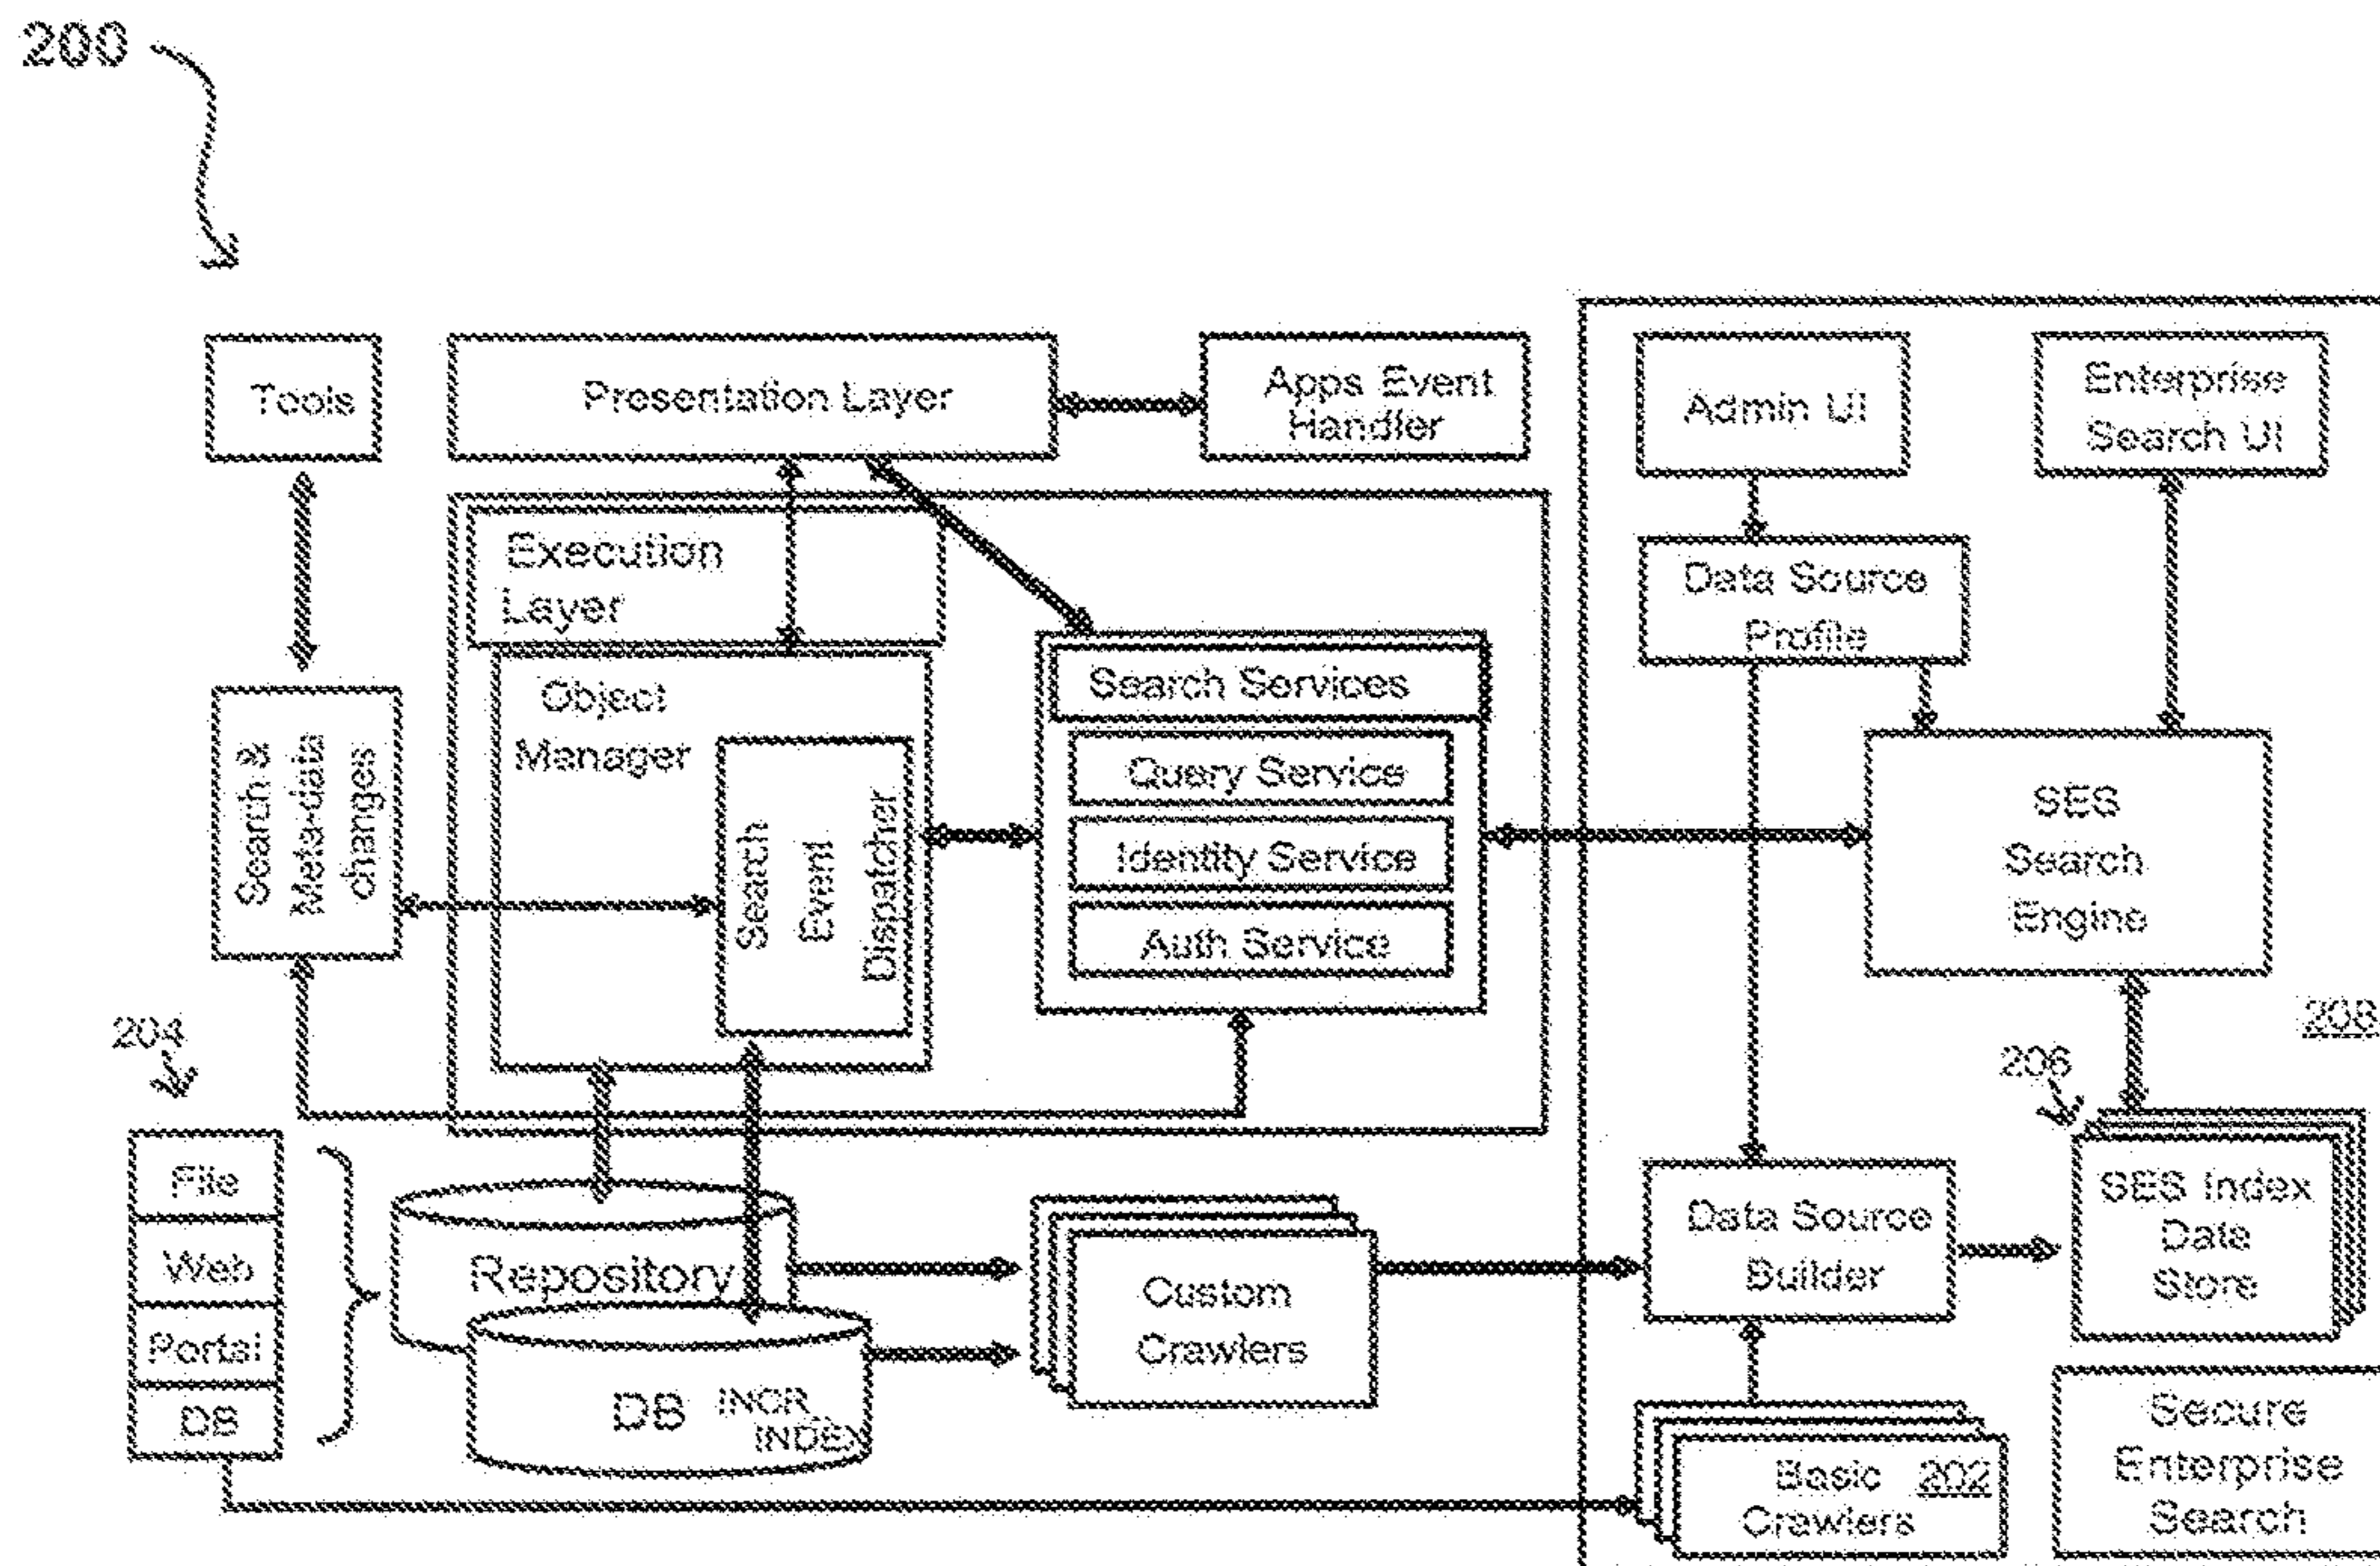 200
Tools
Presentation Layer
Apps Event
Handler
Admin UI
Enterprise
Search UI
Execution
Layer
Data Source
Profile
Object
Manager
Search Services
Query Service
Identity Service
Auth Service
Search &
Meta-data
changes
Search
Event
Dispatcher
SES
Search
Engine
204
208
206
File
Web
Portal
DB
Repository
DB
INCR_
INDEX
Custom
Crawlers
Data Source
Builder
SES Index
Data
Store
Basic 202
Crawlers
Secure
Enterprise
Search